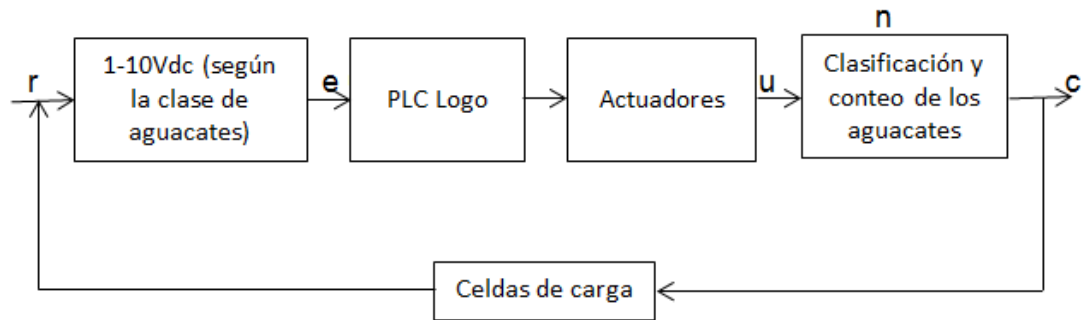 n
r
1-10Vdc (según
la clase de
aguacates)
e
PLC Logo
Actuadores
u
Clasificación y
conteo de los
aguacates
c
Celdas de carga